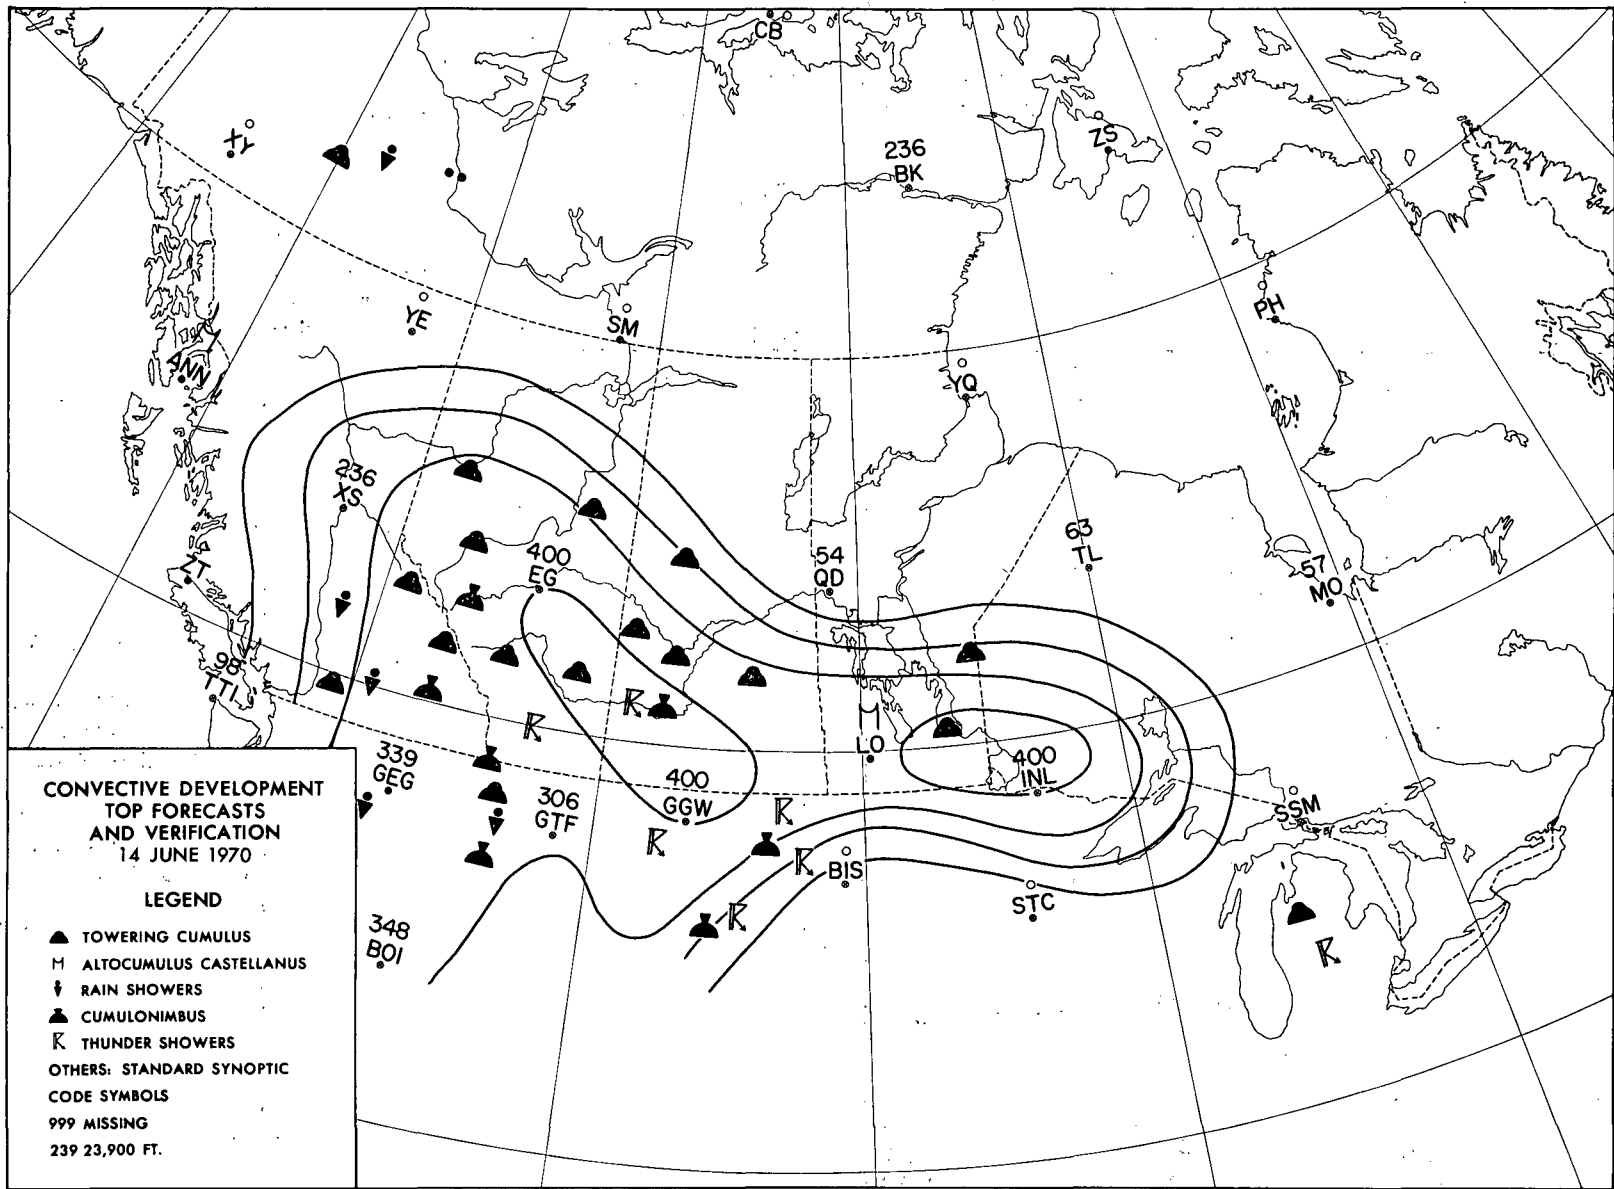 CB
XY
236
BK
ZS
YE
SM
PH
ANN
YQ
236
XS
63
TL
400
EG
54
QD
57
MO
ZT
98
TTI
LO
400
INL
339
GEG
400
GGW
306
GTF
SSM
BIS
STC
348
BOI
CONVECTIVE DEVELOPMENT
TOP FORECASTS
AND VERIFICATION
14 JUNE 1970
LEGEND
TOWERING CUMULUS
M ALTOCUMULUS CASTELLANUS
RAIN SHOWERS
CUMULONIMBUS
THUNDER SHOWERS
OTHERS: STANDARD SYNOPTIC
CODE SYMBOLS
999 MISSING
239 23,900 FT.